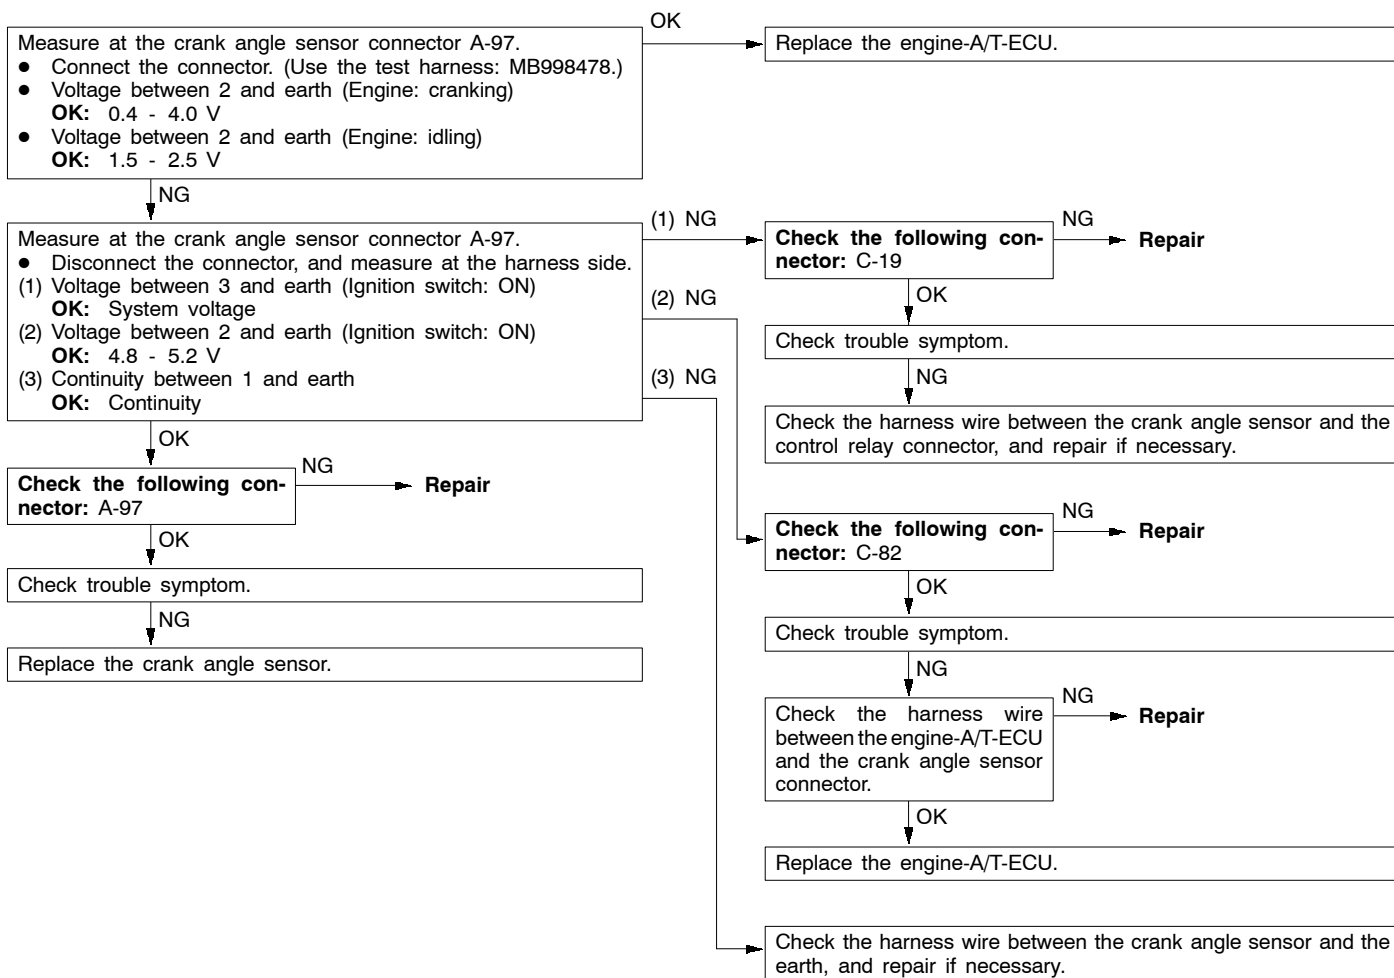 OK
Measure at the crank angle sensor connector A-97.
● Connect the connector. (Use the test harness: MB998478.)
● Voltage between 2 and earth (Engine: cranking)
OK: 0.4 - 4.0 V
● Voltage between 2 and earth (Engine: idling)
OK: 1.5 - 2.5 V
Replace the engine-A/T-ECU.
NG
Measure at the crank angle sensor connector A-97.
● Disconnect the connector, and measure at the harness side.
(1) Voltage between 3 and earth (Ignition switch: ON)
OK: System voltage
(2) Voltage between 2 and earth (Ignition switch: ON)
OK: 4.8 - 5.2 V
(3) Continuity between 1 and earth
OK: Continuity
(1) NG
Check the following con-
nector: C-19
NG
Repair
OK
Check trouble symptom.
NG
Check the harness wire between the crank angle sensor and the
control relay connector, and repair if necessary.
(2) NG
(3) NG
OK
Check the following con-
nector: A-97
NG
Repair
OK
Check trouble symptom.
NG
Replace the crank angle sensor.
Check the following con-
nector: C-82
NG
Repair
OK
Check trouble symptom.
NG
Check the harness wire
between the engine-A/T-ECU
and the crank angle sensor
connector.
NG
Repair
OK
Replace the engine-A/T-ECU.
Check the harness wire between the crank angle sensor and the
earth, and repair if necessary.